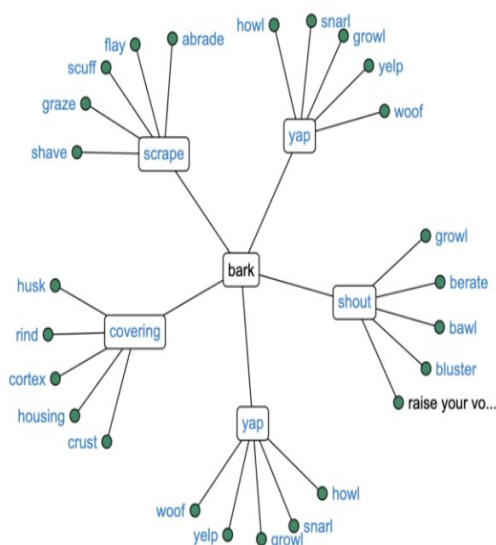 howl
snarl
growl
yelp
woof
yap
flay
abrade
scuff
graze
shave
scrape
bark
growl
berate
bawl
bluster
raise your vo...
shout
husk
rind
cortex
housing
crust
covering
yap
woof
yelp
growl
snarl
howl